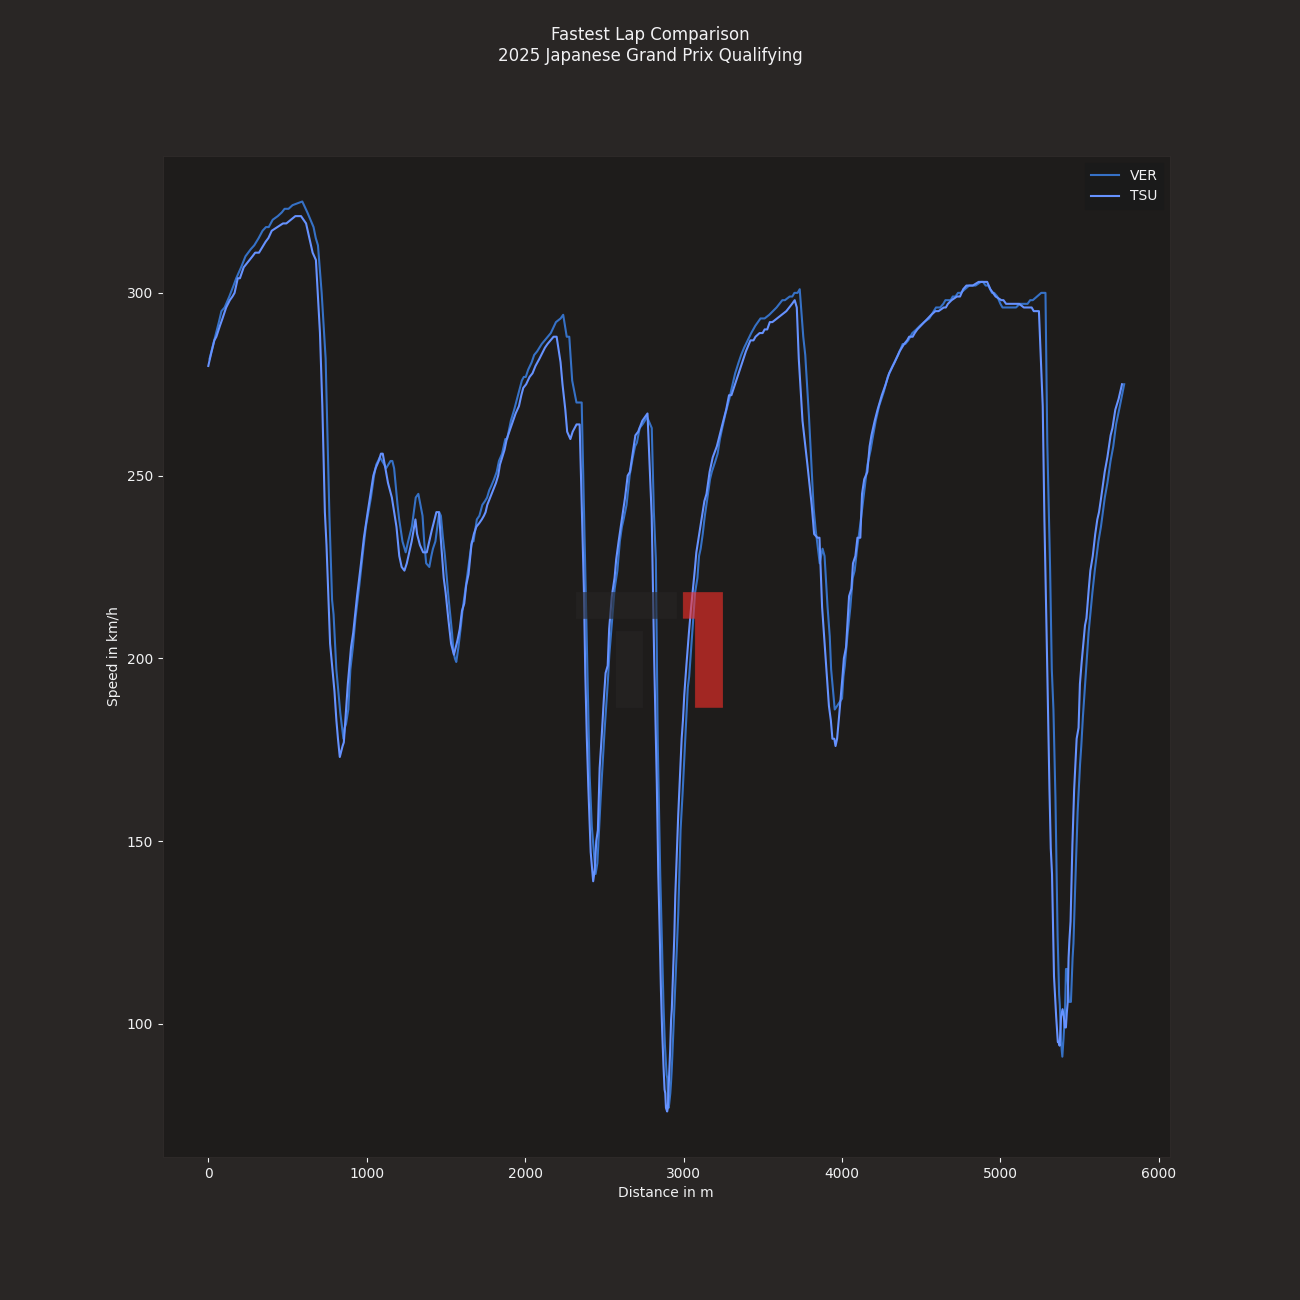 Fastest Lap Comparison
2025 Japanese Grand Prix Qualifying
VER
TSU
300
250
200
150
100
Speed in km/h
0 1000 2000 3000 4000 5000 6000
Distance in m